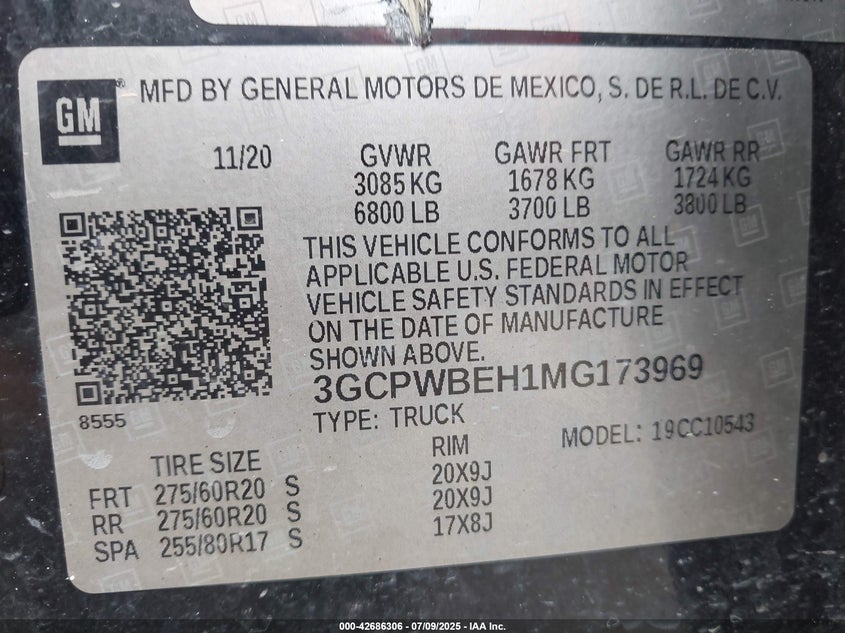 GM
MFD BY GENERAL MOTORS DE MEXICO, S. DE R.L. DE C.V.
11/20 GVWR GAWR FRT GAWR RR
3085 KG 1678 KG 1724 KG
6800 LB 3700 LB 3800 LB
THIS VEHICLE CONFORMS TO ALL
APPLICABLE U.S. FEDERAL MOTOR
VEHICLE SAFETY STANDARDS IN EFFECT
ON THE DATE OF MANUFACTURE
SHOWN ABOVE.
3GCPWBEH1MG173969
8555
TYPE: TRUCK MODEL: 19CC10543
TIRE SIZE RIM
FRT 275/60R20 S 20X9J
RR 275/60R20 S 20X9J
SPA 255/80R17 S 17X8J
000-42686306 - 07/09/2025 - IAA Inc.